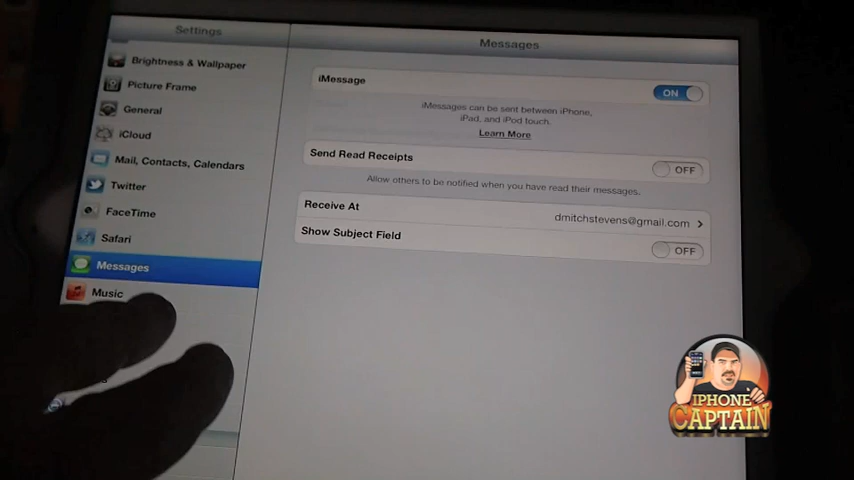 Settings
Messages
Brightness & Wallpaper
Picture Frame
General
iCloud
Mail, Contacts, Calendars
Twitter
FaceTime
Safari
Messages
Music
iMessage
ON
iMessages can be sent between iPhone,
iPad, and iPod touch.
Learn More
Send Read Receipts
OFF
Allow others to be notified when you have read their messages.
Receive At
dmitchstevens@gmail.com
Show Subject Field
OFF
IPHONE
CAPTAIN